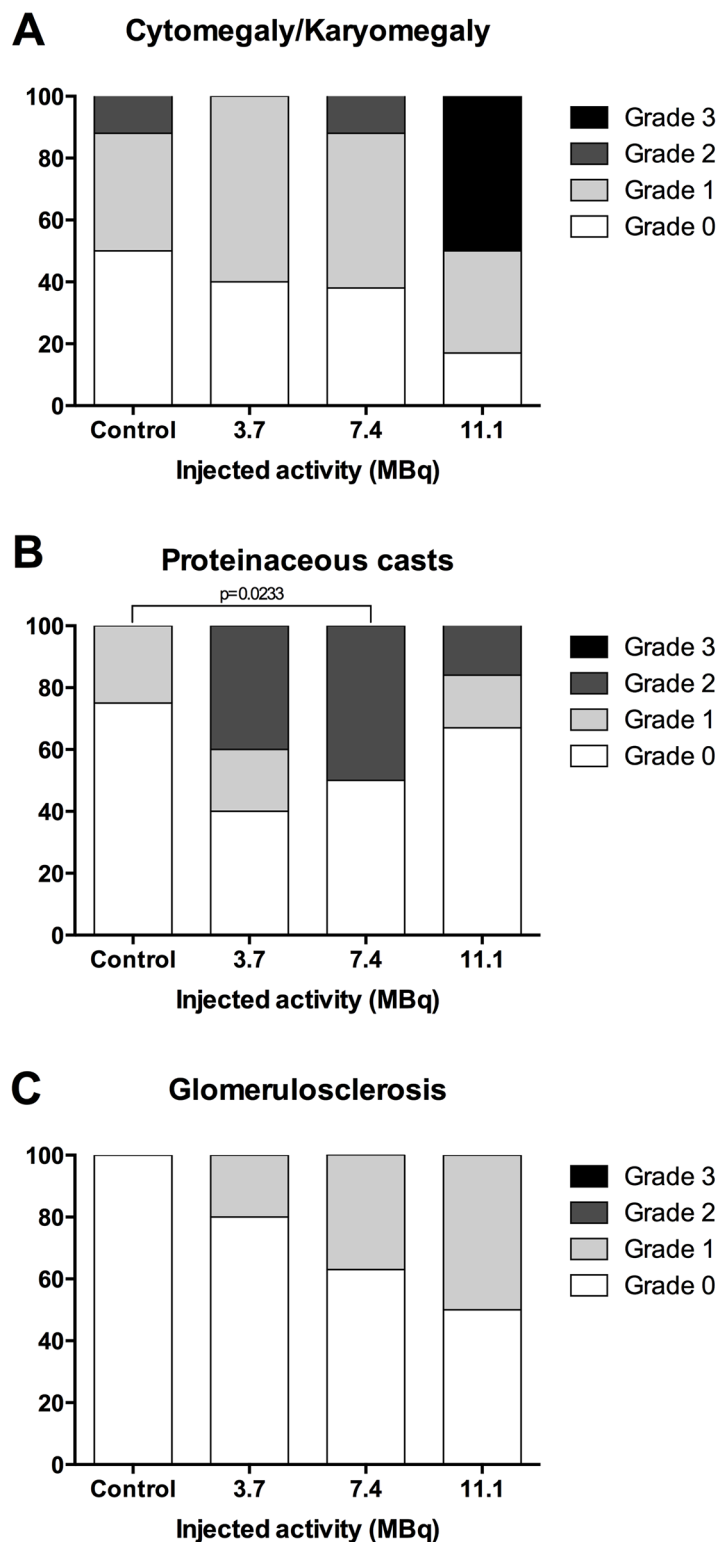 A Cytomegaly/Karyomegaly
100
80
60
40
20
0
Grade 3
Grade 2
Grade 1
Grade 0
Control 3.7 7.4 11.1
Injected activity (MBq)
B Proteinaceous casts
p=0.0233
100
80
60
40
20
0
Grade 3
Grade 2
Grade 1
Grade 0
Control 3.7 7.4 11.1
Injected activity (MBq)
C Glomerulosclerosis
100
80
60
40
20
0
Grade 3
Grade 2
Grade 1
Grade 0
Control 3.7 7.4 11.1
Injected activity (MBq)